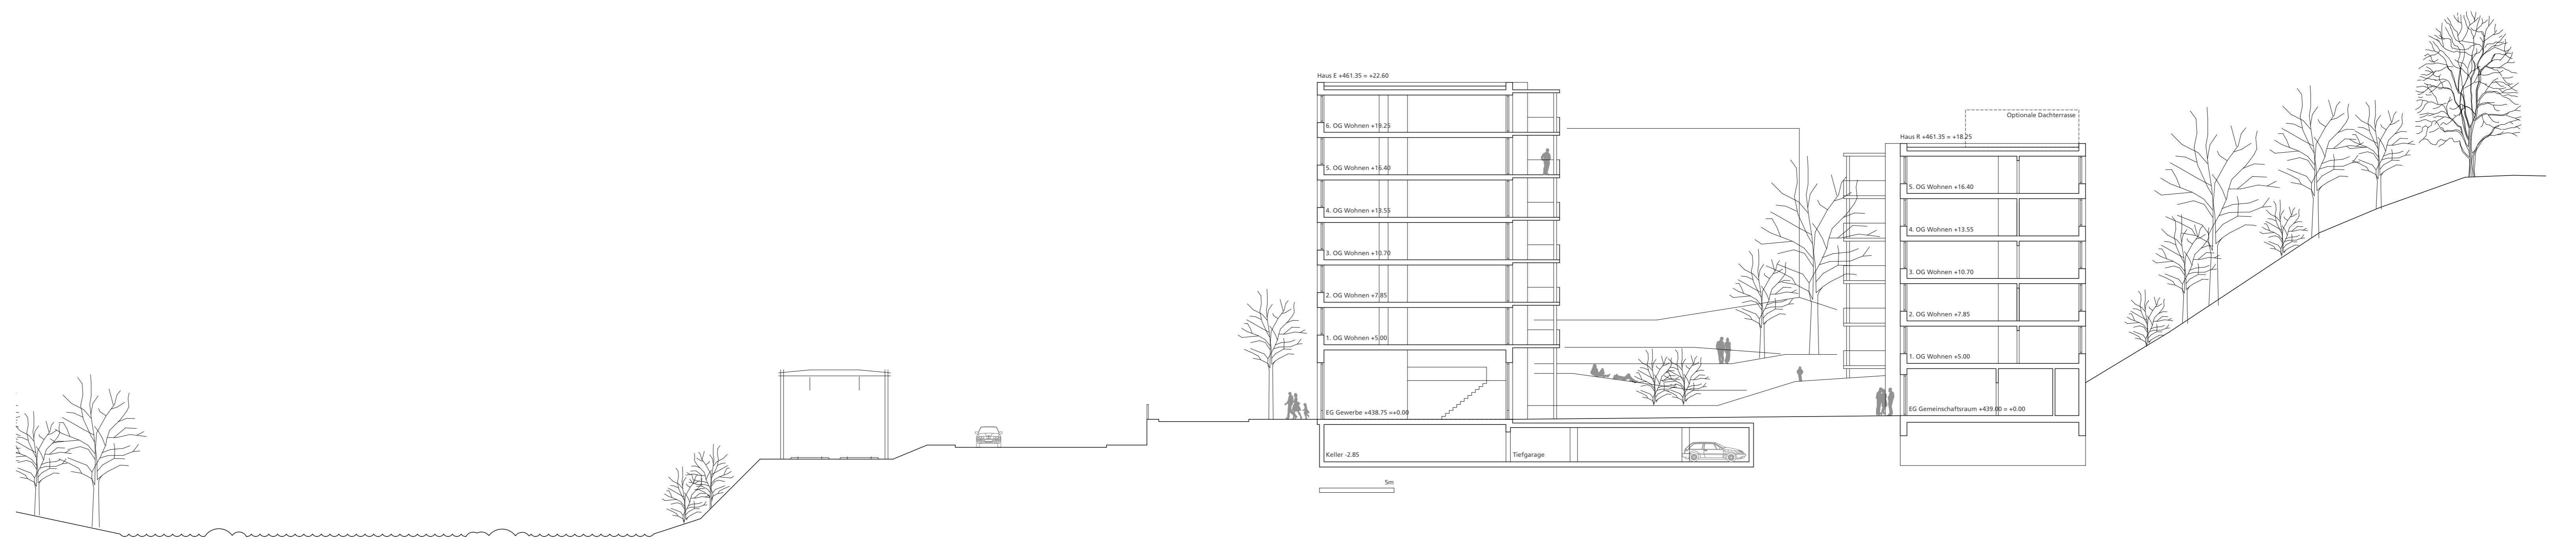 Haus E +461.35 = +22.60
6. OG Wohnen +19.25
5. OG Wohnen +16.40
4. OG Wohnen +13.55
3. OG Wohnen +10.70
2. OG Wohnen +7.85
1. OG Wohnen +5.00
EG Gewerbe +438.75 =+0.00
Keller -2.85
Tiefgarage
5m
Optionale Dachterrasse
Haus R +461.35 = +18.25
5. OG Wohnen +16.40
4. OG Wohnen +13.55
3. OG Wohnen +10.70
2. OG Wohnen +7.85
1. OG Wohnen +5.00
EG Gemeinschaftsraum +439.00 = +0.00